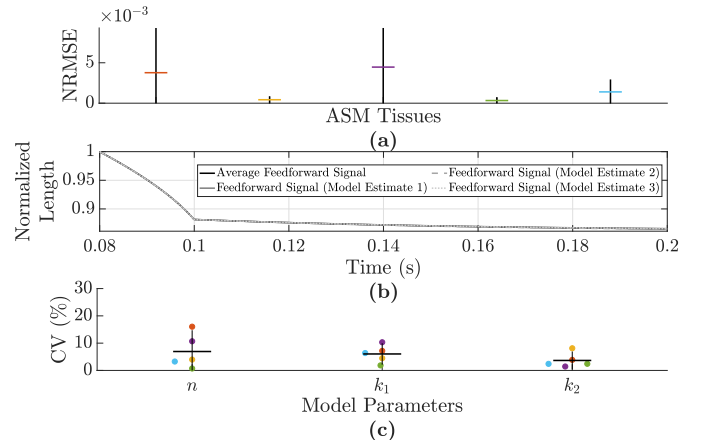 ×10⁻³
NRMSE
5
0
ASM Tissues
(a)
Normalized
Length
1
0.95
0.9
Average Feedforward Signal
Feedforward Signal (Model Estimate 1)
Feedforward Signal (Model Estimate 2)
Feedforward Signal (Model Estimate 3)
0.08 0.1 0.12 0.14 0.16 0.18 0.2
Time (s)
(b)
CV (%)
30
20
10
0
n k₁ k₂
Model Parameters
(c)